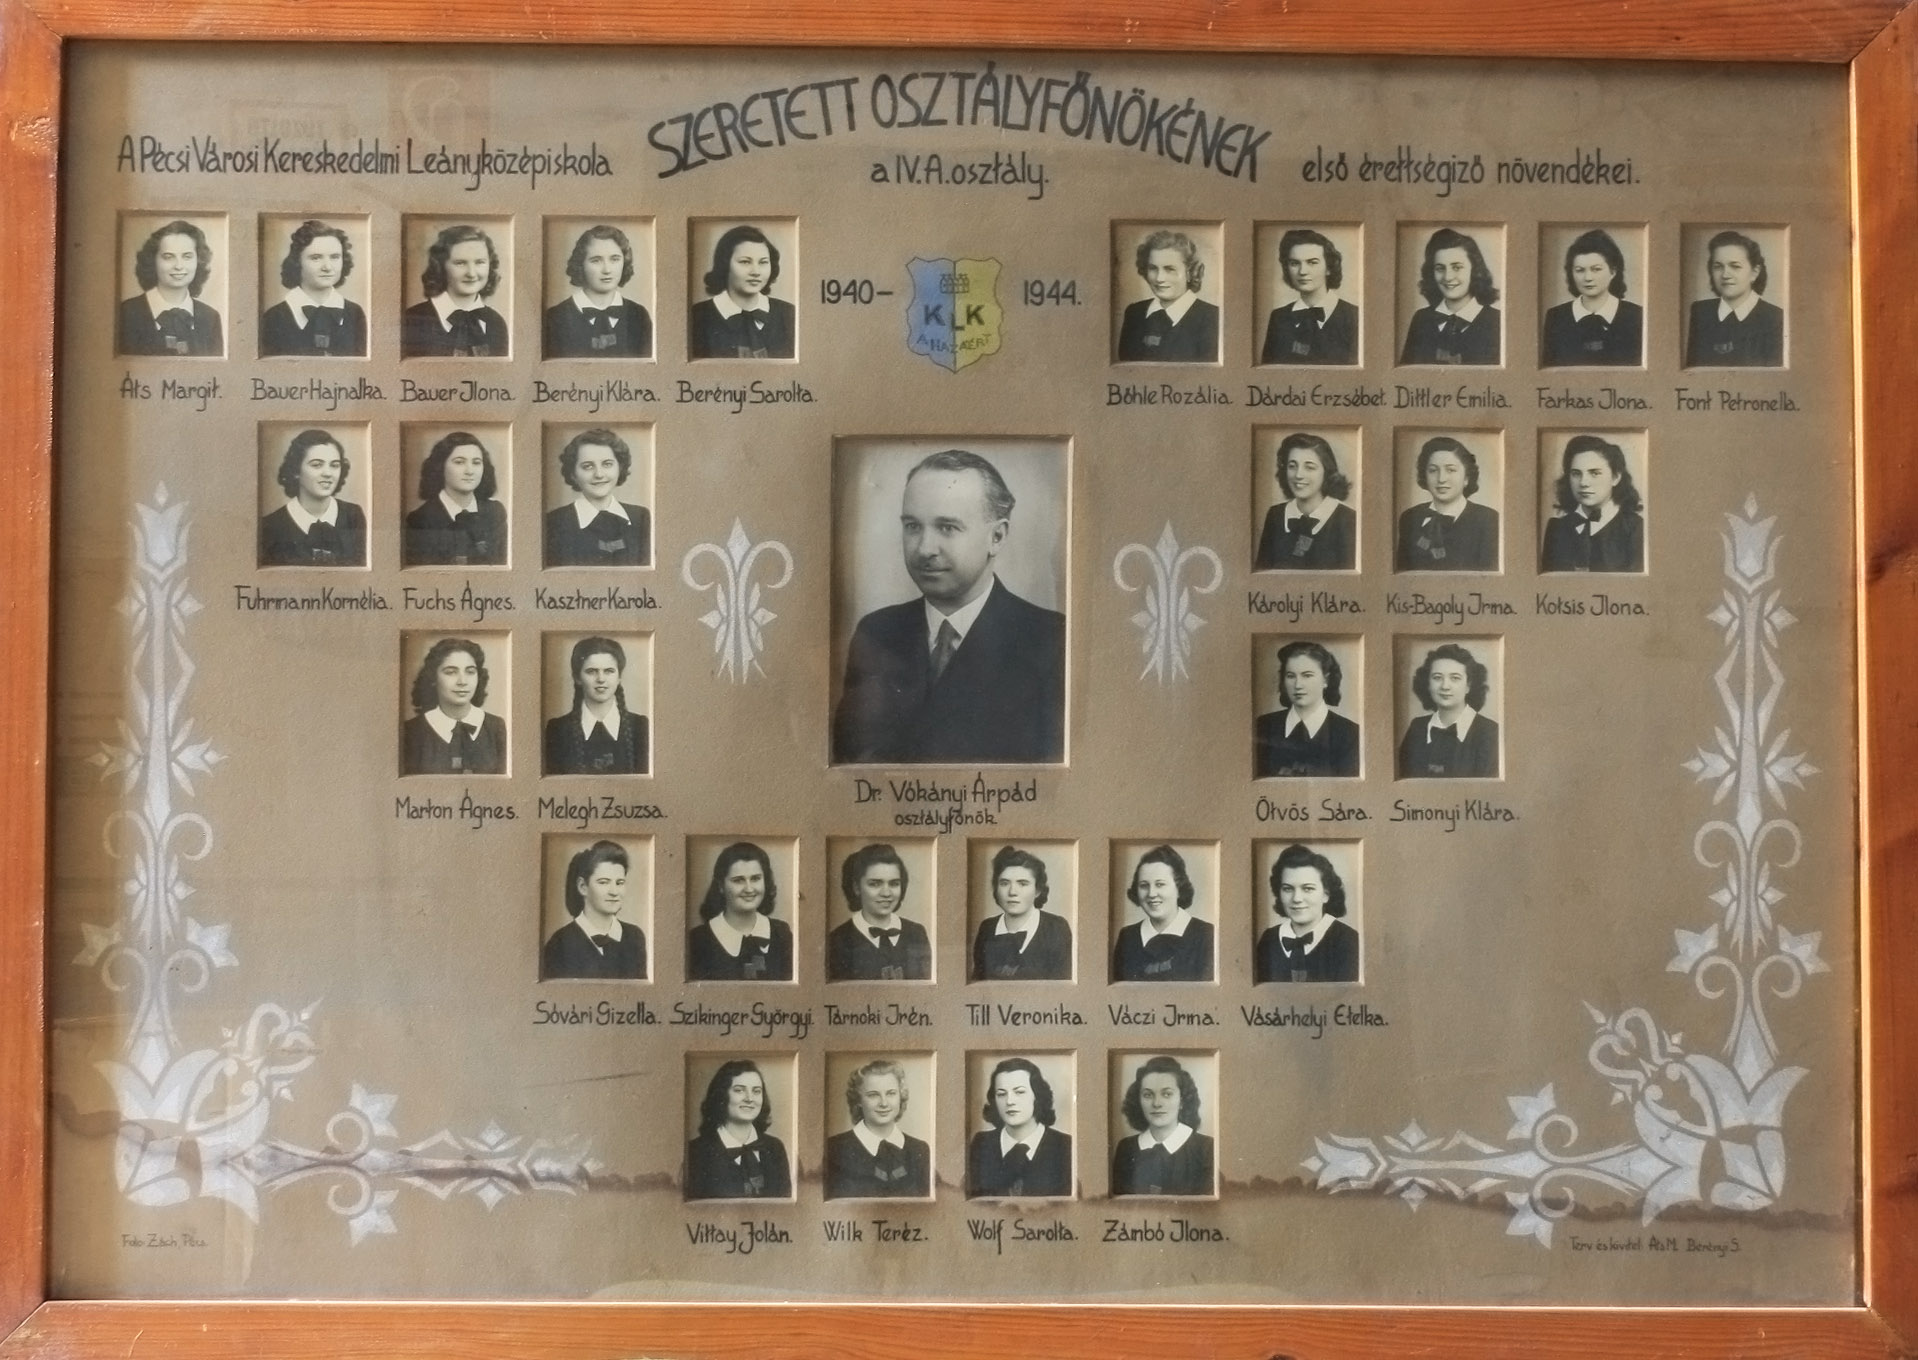 SZERETETT OSZTÁLYFŐNÖKÉNEK
A Pécsi Városi Kereskedelmi Leányközépiskola a IV.A. osztály. első érettségiző növendékei.
1940– 1944.
K L K
A HAZÁÉRT
Áts Margit. Bauer Hajnalka. Bauer Ilona. Berényi Klára. Berényi Sarolta. Böhle Rozália. Dárdai Erzsébet. Dittler Emilia. Farkas Ilona. Font Petronella.
Fuhrmann Kornélia. Fuchs Ágnes. Kasztner Karola. Károlyi Klára. Kis-Bagoly Irma. Kotsis Ilona.
Marton Ágnes. Melegh Zsuzsa. Dr. Vókányi Árpád Ötvös Sára. Simonyi Klára.
osztályfőnök
Sóvári Gizella. Szikinger Györgyi. Tárnoki Irén. Till Veronika. Váczi Irma. Vásárhelyi Etelka.
Vittay Jolán. Wilk Teréz. Wolf Sarolta. Zámbó Ilona.
Foto: Zách, Pécs. Terv és kivitel: Áts M. Berényi S.